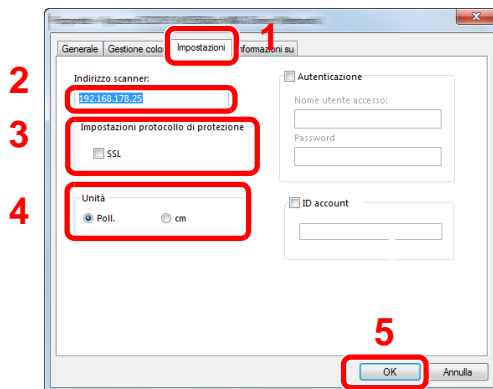 1
Generale Gestione color Impostazioni nformazioni su
2
Indirizzo scanner:
192.168.178.25
3
Impostazioni protocollo di protezione
SSL
4
Unità
Poll. cm
Autenticazione
Nome utente accesso:
Password
ID account
5
OK Annulla